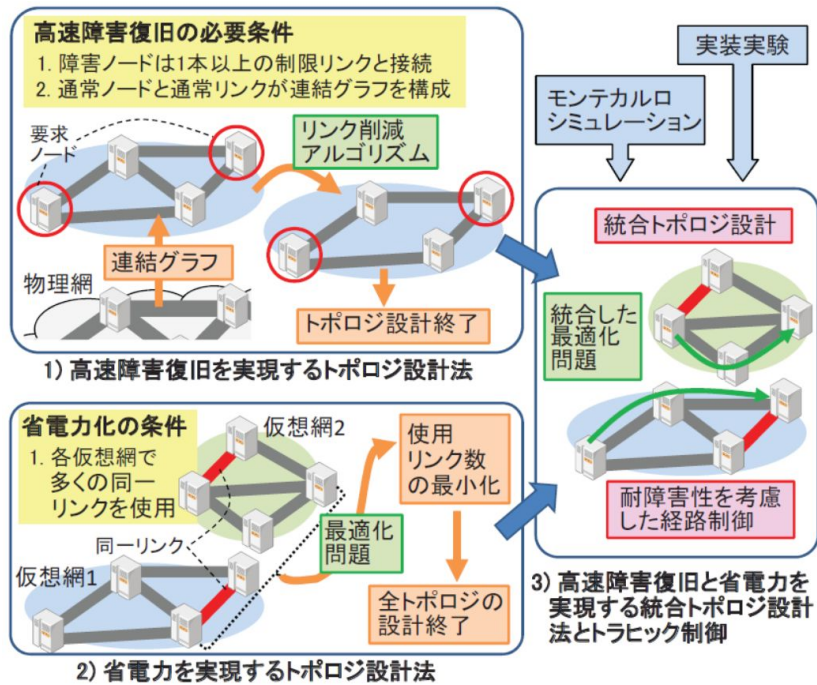 高速障害復旧の必要条件
1. 障害ノードは1本以上の制限リンクと接続
2. 通常ノードと通常リンクが連結グラフを構成
要求
ノード
リンク削減
アルゴリズム
連結グラフ
物理網
トポロジ設計終了
1) 高速障害復旧を実現するトポロジ設計法
省電力化の条件
1. 各仮想網で
多くの同一
リンクを使用
仮想網2
同一リンク
仮想網1
最適化
問題
使用
リンク数
の最小化
全トポロジの
設計終了
2) 省電力を実現するトポロジ設計法
実装実験
モンテカルロ
シミュレーション
統合トポロジ設計
統合した
最適化
問題
耐障害性を考慮
した経路制御
3) 高速障害復旧と省電力を
実現する統合トポロジ設計
法とトラヒック制御